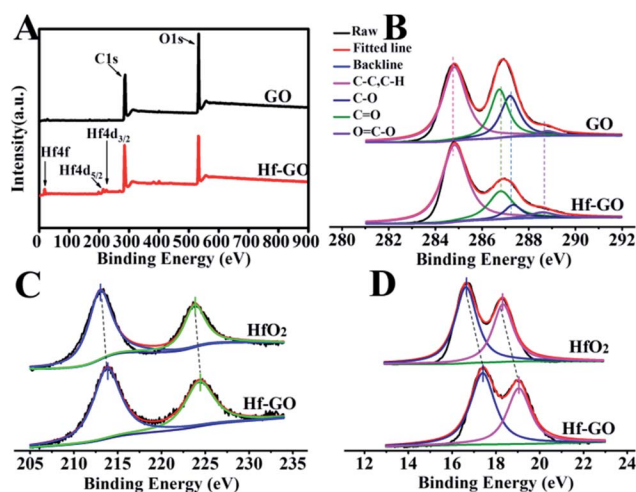 A
O1s
C1s
GO
Hf4d3/2
Hf4f
Hf4d5/2
Hf-GO
Intensity(a.u.)
0 100 200 300 400 500 600 700 800 900
Binding Energy (eV)
B
Raw
Fitted line
Backline
C-C,C-H
C-O
C=O
O=C-O
GO
Hf-GO
280 282 284 286 288 290 292
Binding Energy (eV)
C
HfO2
Hf-GO
205 210 215 220 225 230 235
Binding Energy (eV)
D
HfO2
Hf-GO
12 14 16 18 20 22 24
Binding Energy (eV)